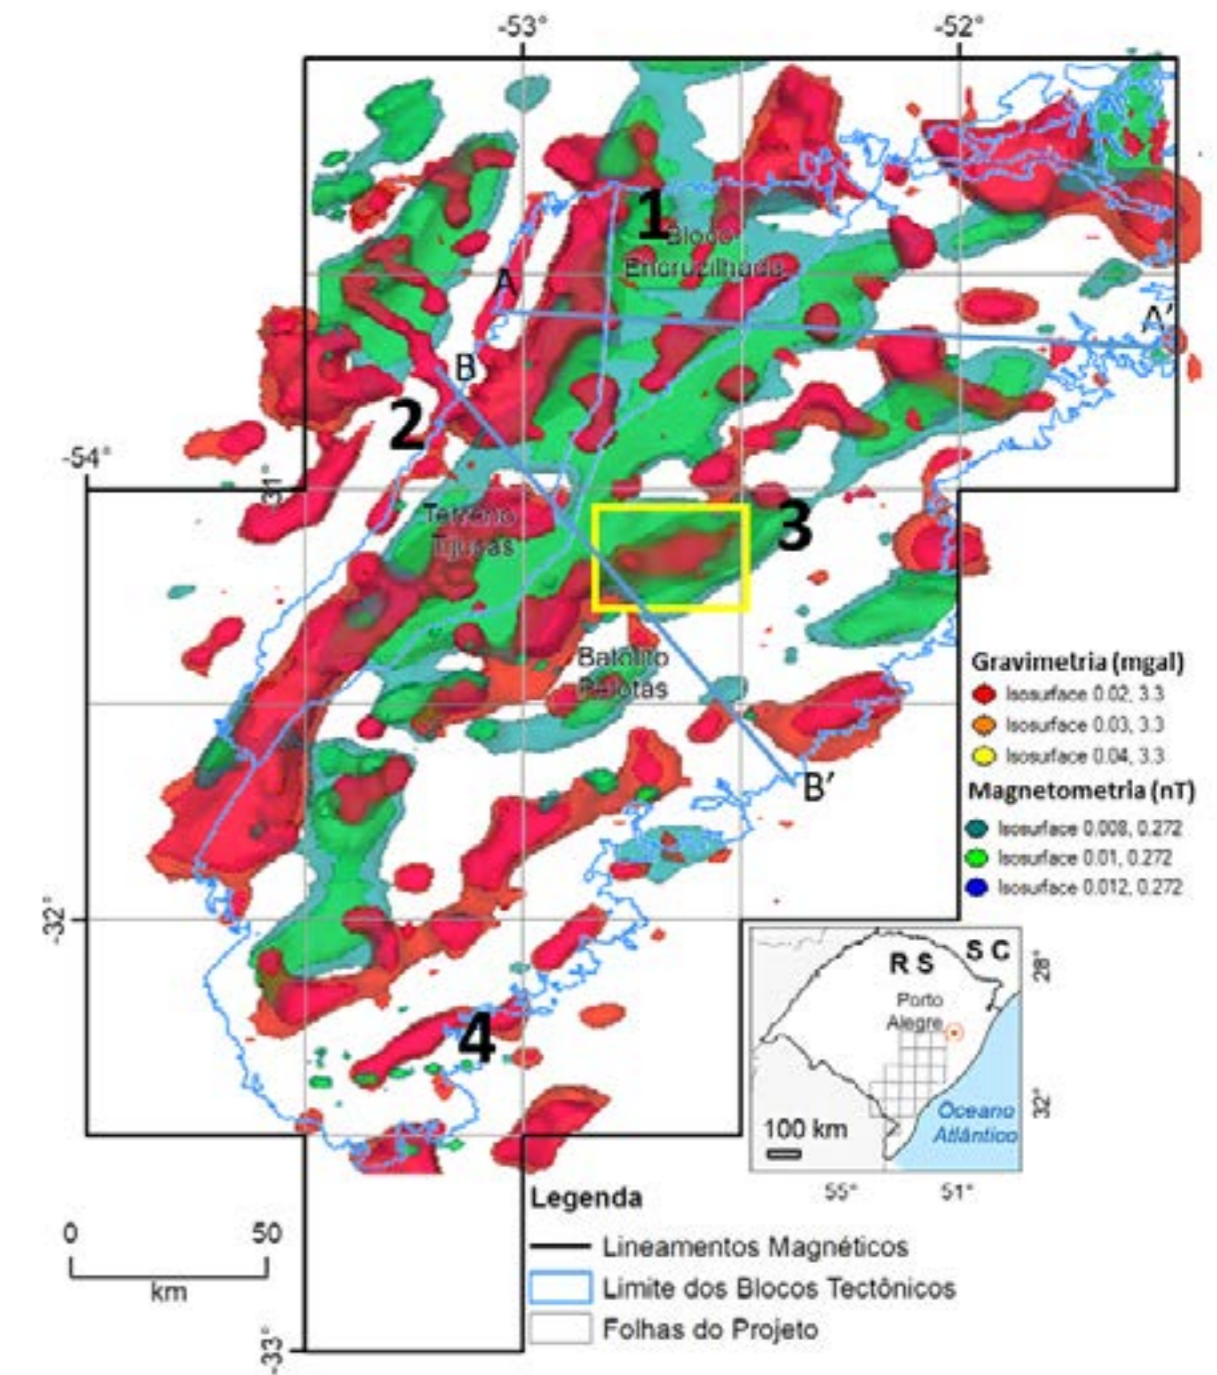 -53°
-52°
1
Bloco
Encruzilhada
A
A'
B
2
-54°
31°
Terreno
Tijucas
3
Batólito
Pelotas
B'
Gravimetria (mgal)
Isosurface 0.02, 3.3
Isosurface 0.03, 3.3
Isosurface 0.04, 3.3
Magnetometria (nT)
Isosurface 0.008, 0.272
Isosurface 0.01, 0.272
Isosurface 0.012, 0.272
-32°
4
S C
R S
28°
Porto
Alegre
32°
Oceano
Atlântico
100 km
55°
51°
Legenda
0
50
km
Lineamentos Magnéticos
Limite dos Blocos Tectônicos
Folhas do Projeto
-33°